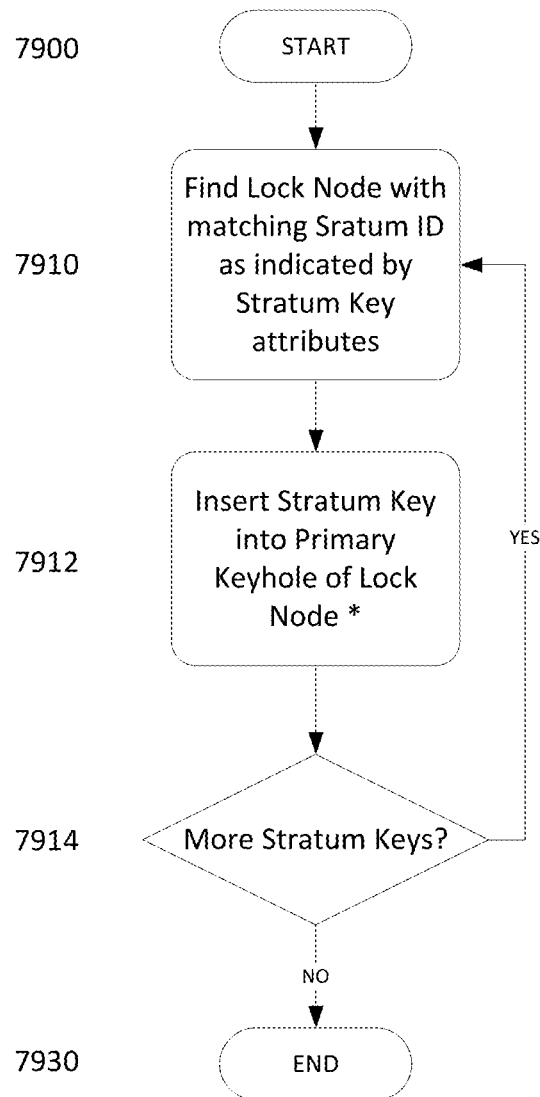 7900
START
7910
Find Lock Node with
matching Sratum ID
as indicated by
Stratum Key
attributes
7912
Insert Stratum Key
into Primary
Keyhole of Lock
Node *
YES
7914
More Stratum Keys?
NO
7930
END